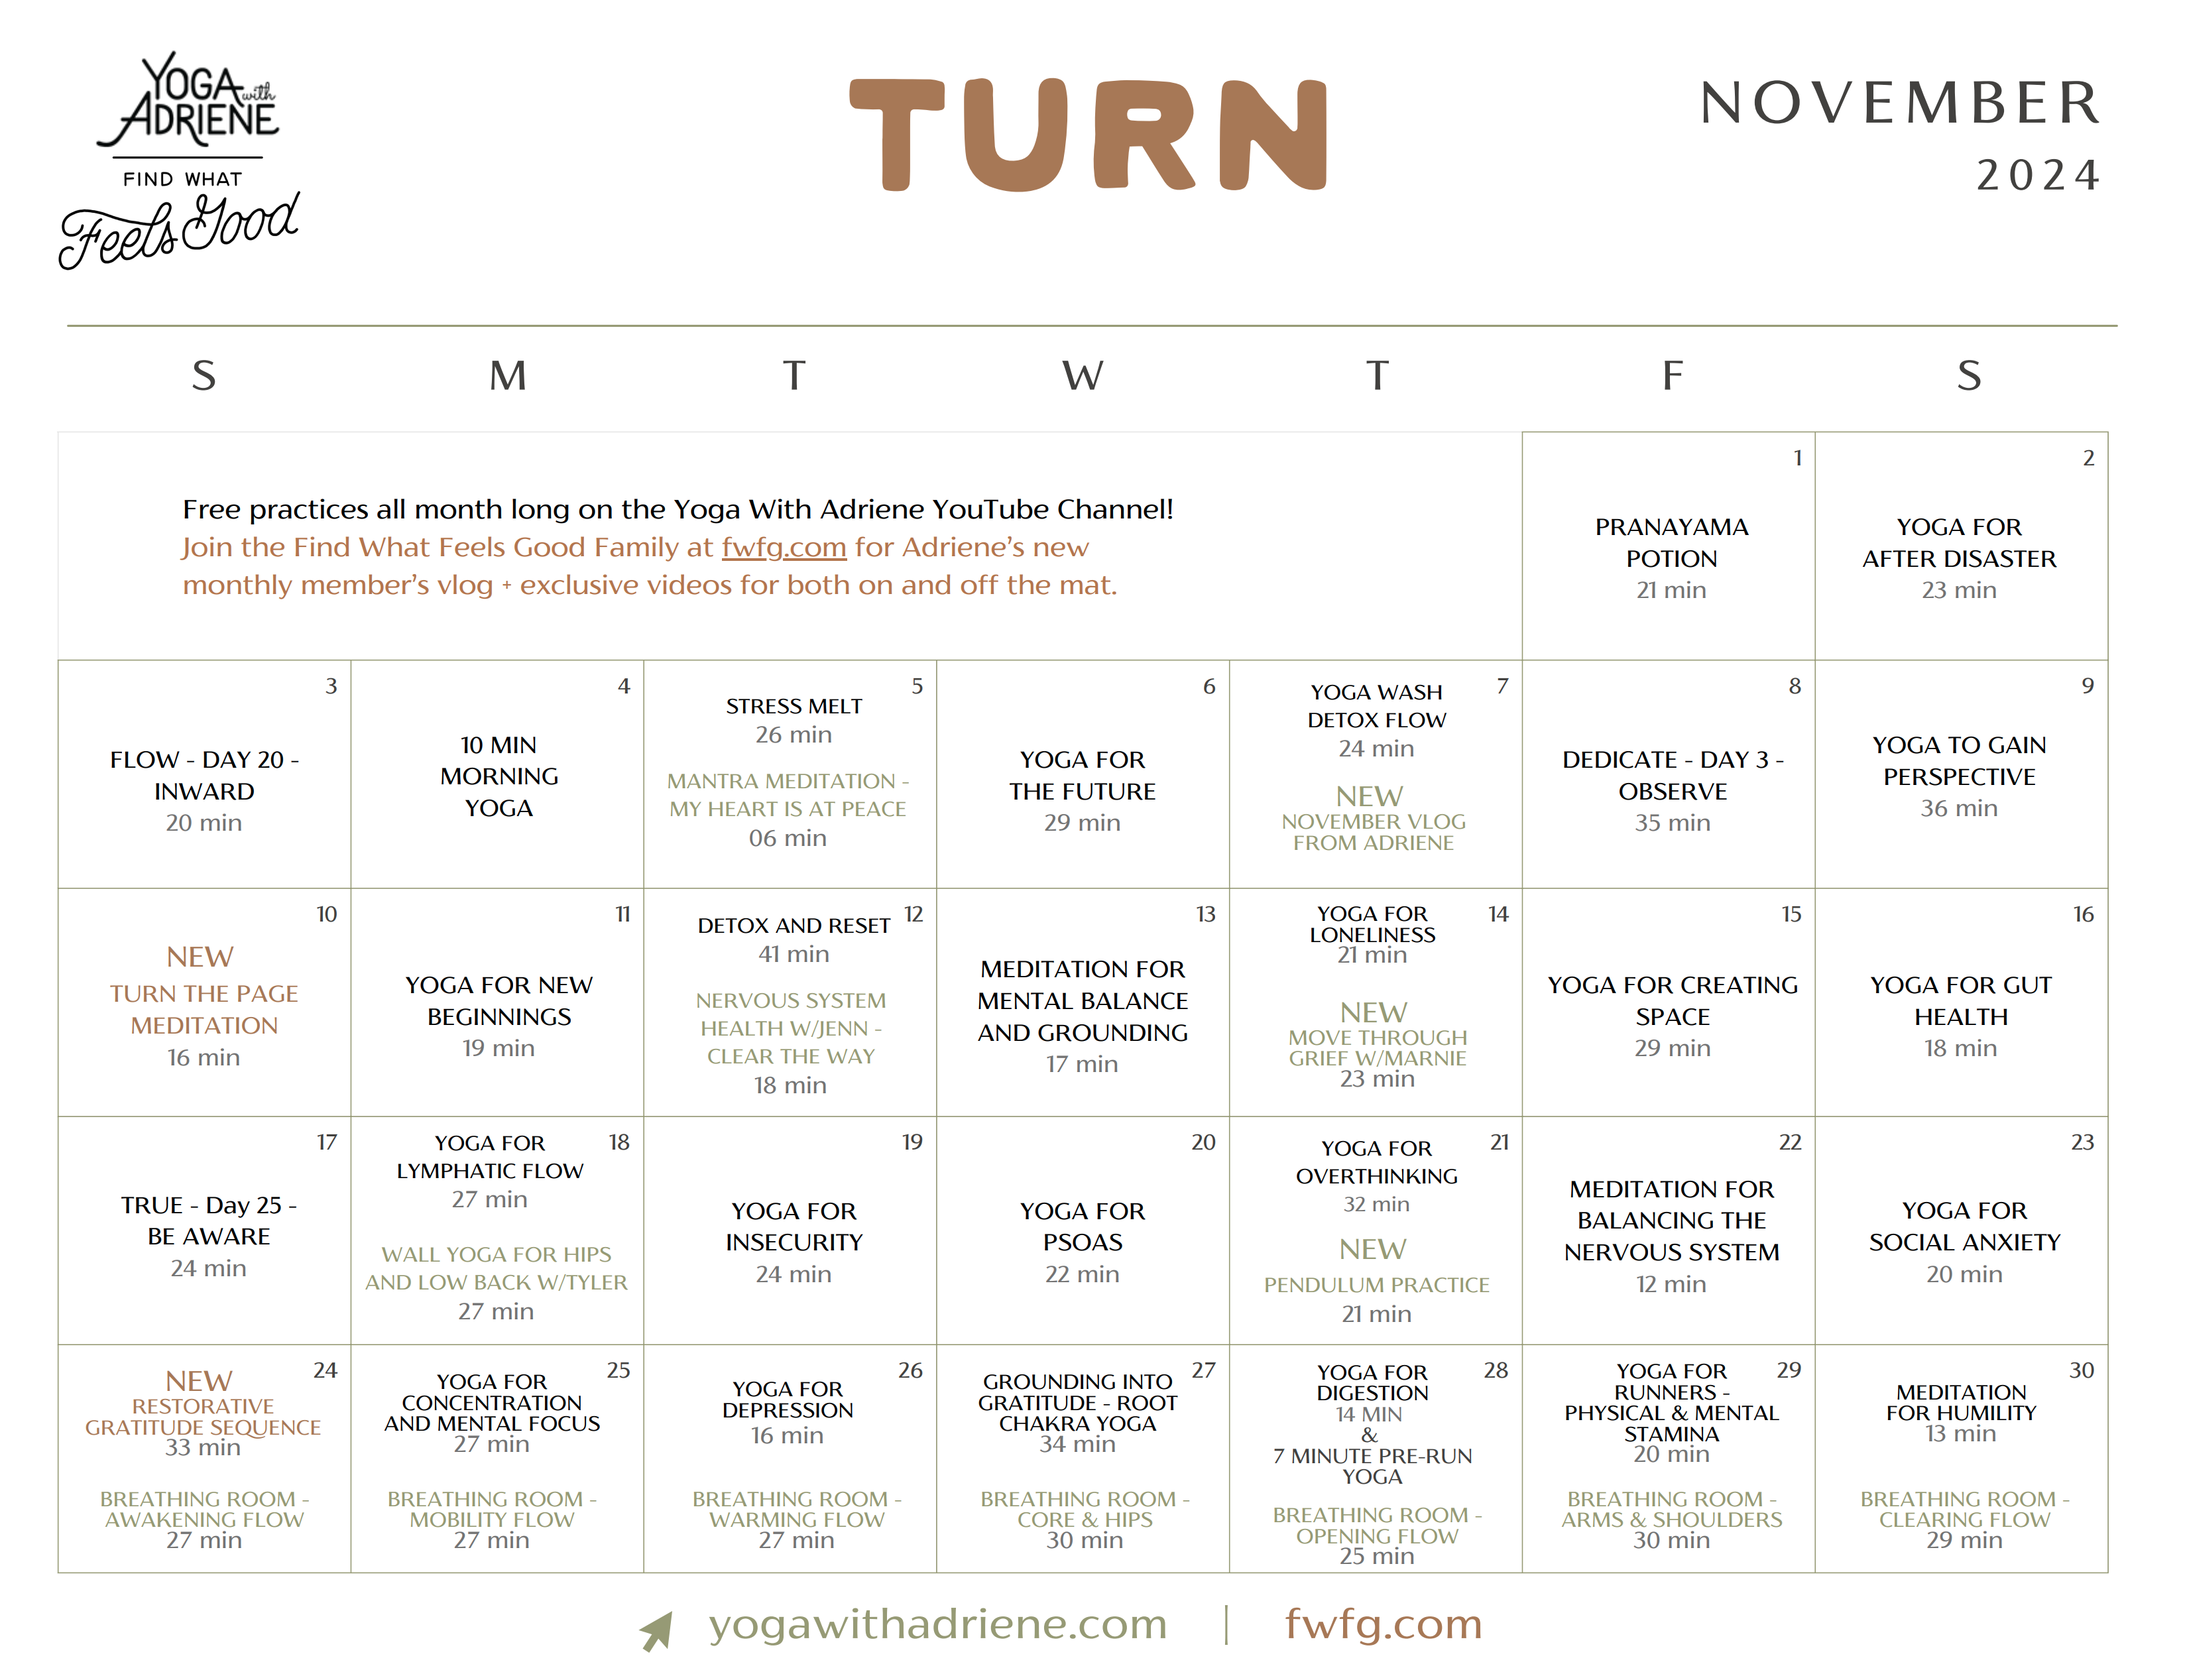 YOGA with
ADRIENE
FIND WHAT
Feels Good
TURN
NOVEMBER
2024
S M T W T F S
Free practices all month long on the Yoga With Adriene YouTube Channel!
Join the Find What Feels Good Family at fwfg.com for Adriene's new
monthly member's vlog + exclusive videos for both on and off the mat.
1
PRANAYAMA
POTION
21 min
2
YOGA FOR
AFTER DISASTER
23 min
3
FLOW - DAY 20 -
INWARD
20 min
4
10 MIN
MORNING
YOGA
5
STRESS MELT
26 min
MANTRA MEDITATION -
MY HEART IS AT PEACE
06 min
6
YOGA FOR
THE FUTURE
29 min
7
YOGA WASH
DETOX FLOW
24 min
NEW
NOVEMBER VLOG
FROM ADRIENE
8
DEDICATE - DAY 3 -
OBSERVE
35 min
9
YOGA TO GAIN
PERSPECTIVE
36 min
10
NEW
TURN THE PAGE
MEDITATION
16 min
11
YOGA FOR NEW
BEGINNINGS
19 min
12
DETOX AND RESET
41 min
NERVOUS SYSTEM
HEALTH W/JENN -
CLEAR THE WAY
18 min
13
MEDITATION FOR
MENTAL BALANCE
AND GROUNDING
17 min
14
YOGA FOR
LONELINESS
21 min
NEW
MOVE THROUGH
GRIEF W/MARNIE
23 min
15
YOGA FOR CREATING
SPACE
29 min
16
YOGA FOR GUT
HEALTH
18 min
17
TRUE - Day 25 -
BE AWARE
24 min
18
YOGA FOR
LYMPHATIC FLOW
27 min
WALL YOGA FOR HIPS
AND LOW BACK W/TYLER
27 min
19
YOGA FOR
INSECURITY
24 min
20
YOGA FOR
PSOAS
22 min
21
YOGA FOR
OVERTHINKING
32 min
NEW
PENDULUM PRACTICE
21 min
22
MEDITATION FOR
BALANCING THE
NERVOUS SYSTEM
12 min
23
YOGA FOR
SOCIAL ANXIETY
20 min
24
NEW
RESTORATIVE
GRATITUDE SEQUENCE
33 min
BREATHING ROOM -
AWAKENING FLOW
27 min
25
YOGA FOR
CONCENTRATION
AND MENTAL FOCUS
27 min
BREATHING ROOM -
MOBILITY FLOW
27 min
26
YOGA FOR
DEPRESSION
16 min
BREATHING ROOM -
WARMING FLOW
27 min
27
GROUNDING INTO
GRATITUDE - ROOT
CHAKRA YOGA
34 min
BREATHING ROOM -
CORE & HIPS
30 min
28
YOGA FOR
DIGESTION
14 MIN
&
7 MINUTE PRE-RUN
YOGA
BREATHING ROOM -
OPENING FLOW
25 min
29
YOGA FOR
RUNNERS -
PHYSICAL & MENTAL
STAMINA
20 min
BREATHING ROOM -
ARMS & SHOULDERS
30 min
30
MEDITATION
FOR HUMILITY
13 min
BREATHING ROOM -
CLEARING FLOW
29 min
yogawithadriene.com | fwfg.com